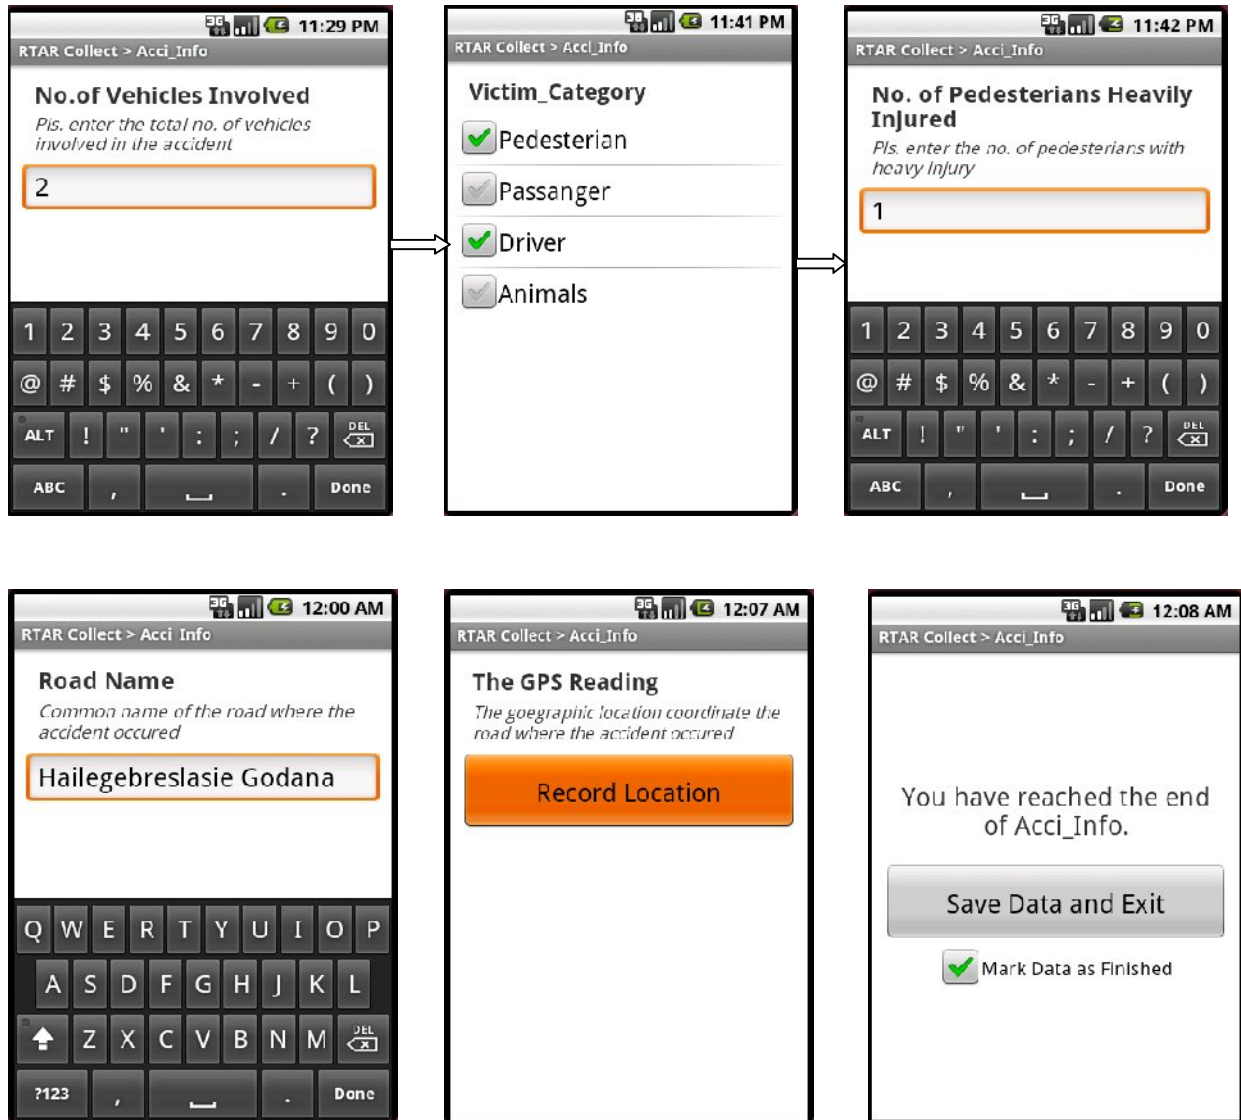 3G 11:29 PM
RTAR Collect > Acci_Info
No.of Vehicles Involved
Pls. enter the total no. of vehicles
involved in the accident
2
1 2 3 4 5 6 7 8 9 0
@ # $ % & * - + ( )
ALT ! " ' : ; / ? DEL
ABC , . Done
3G 11:41 PM
RTAR Collect > Acci_Info
Victim_Category
Pedesterian
Passanger
Driver
Animals
3G 11:42 PM
RTAR Collect > Acci_Info
No. of Pedesterians Heavily
Injured
Pls. enter the no. of pedesterians with
heavy injury
1
1 2 3 4 5 6 7 8 9 0
@ # $ % & * - + ( )
ALT ! " ' : ; / ? DEL
ABC , . Done
3G 12:00 AM
RTAR Collect > Acci_Info
Road Name
Common name of the road where the
accident occured
Hailegebreslasie Godana
Q W E R T Y U I O P
A S D F G H J K L
Z X C V B N M DEL
?123 , . Done
3G 12:07 AM
RTAR Collect > Acci_Info
The GPS Reading
The goegraphic location coordinate the
road where the accident occured
Record Location
3G 12:08 AM
RTAR Collect > Acci_Info
You have reached the end
of Acci_Info.
Save Data and Exit
Mark Data as Finished